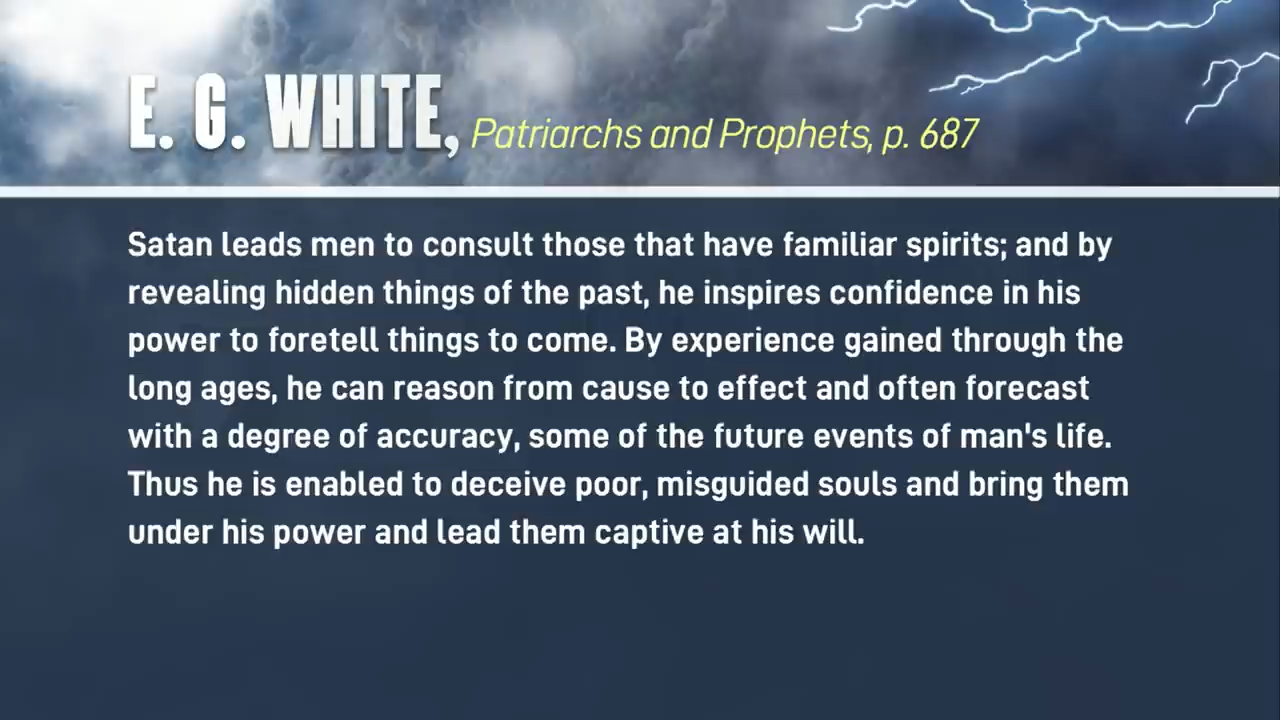 E. G. WHITE, Patriarchs and Prophets, p. 687
Satan leads men to consult those that have familiar spirits; and by
revealing hidden things of the past, he inspires confidence in his
power to foretell things to come. By experience gained through the
long ages, he can reason from cause to effect and often forecast
with a degree of accuracy, some of the future events of man's life.
Thus he is enabled to deceive poor, misguided souls and bring them
under his power and lead them captive at his will.